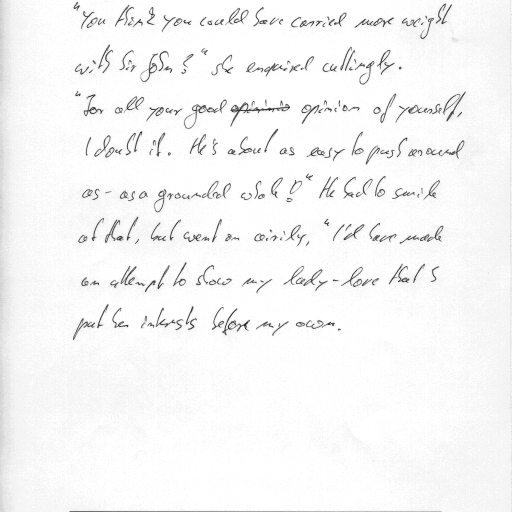 "You think you could have carried more weight
with Sir John?" she enquired cuttingly.
"For all your good opinion of yourself,
I doubt it. He's about as easy to push around
as - as a grounded whale!" He had to smile
at that, but went on airily, "I'd have made
an attempt to show my lady-love that I
put her interests before my own.